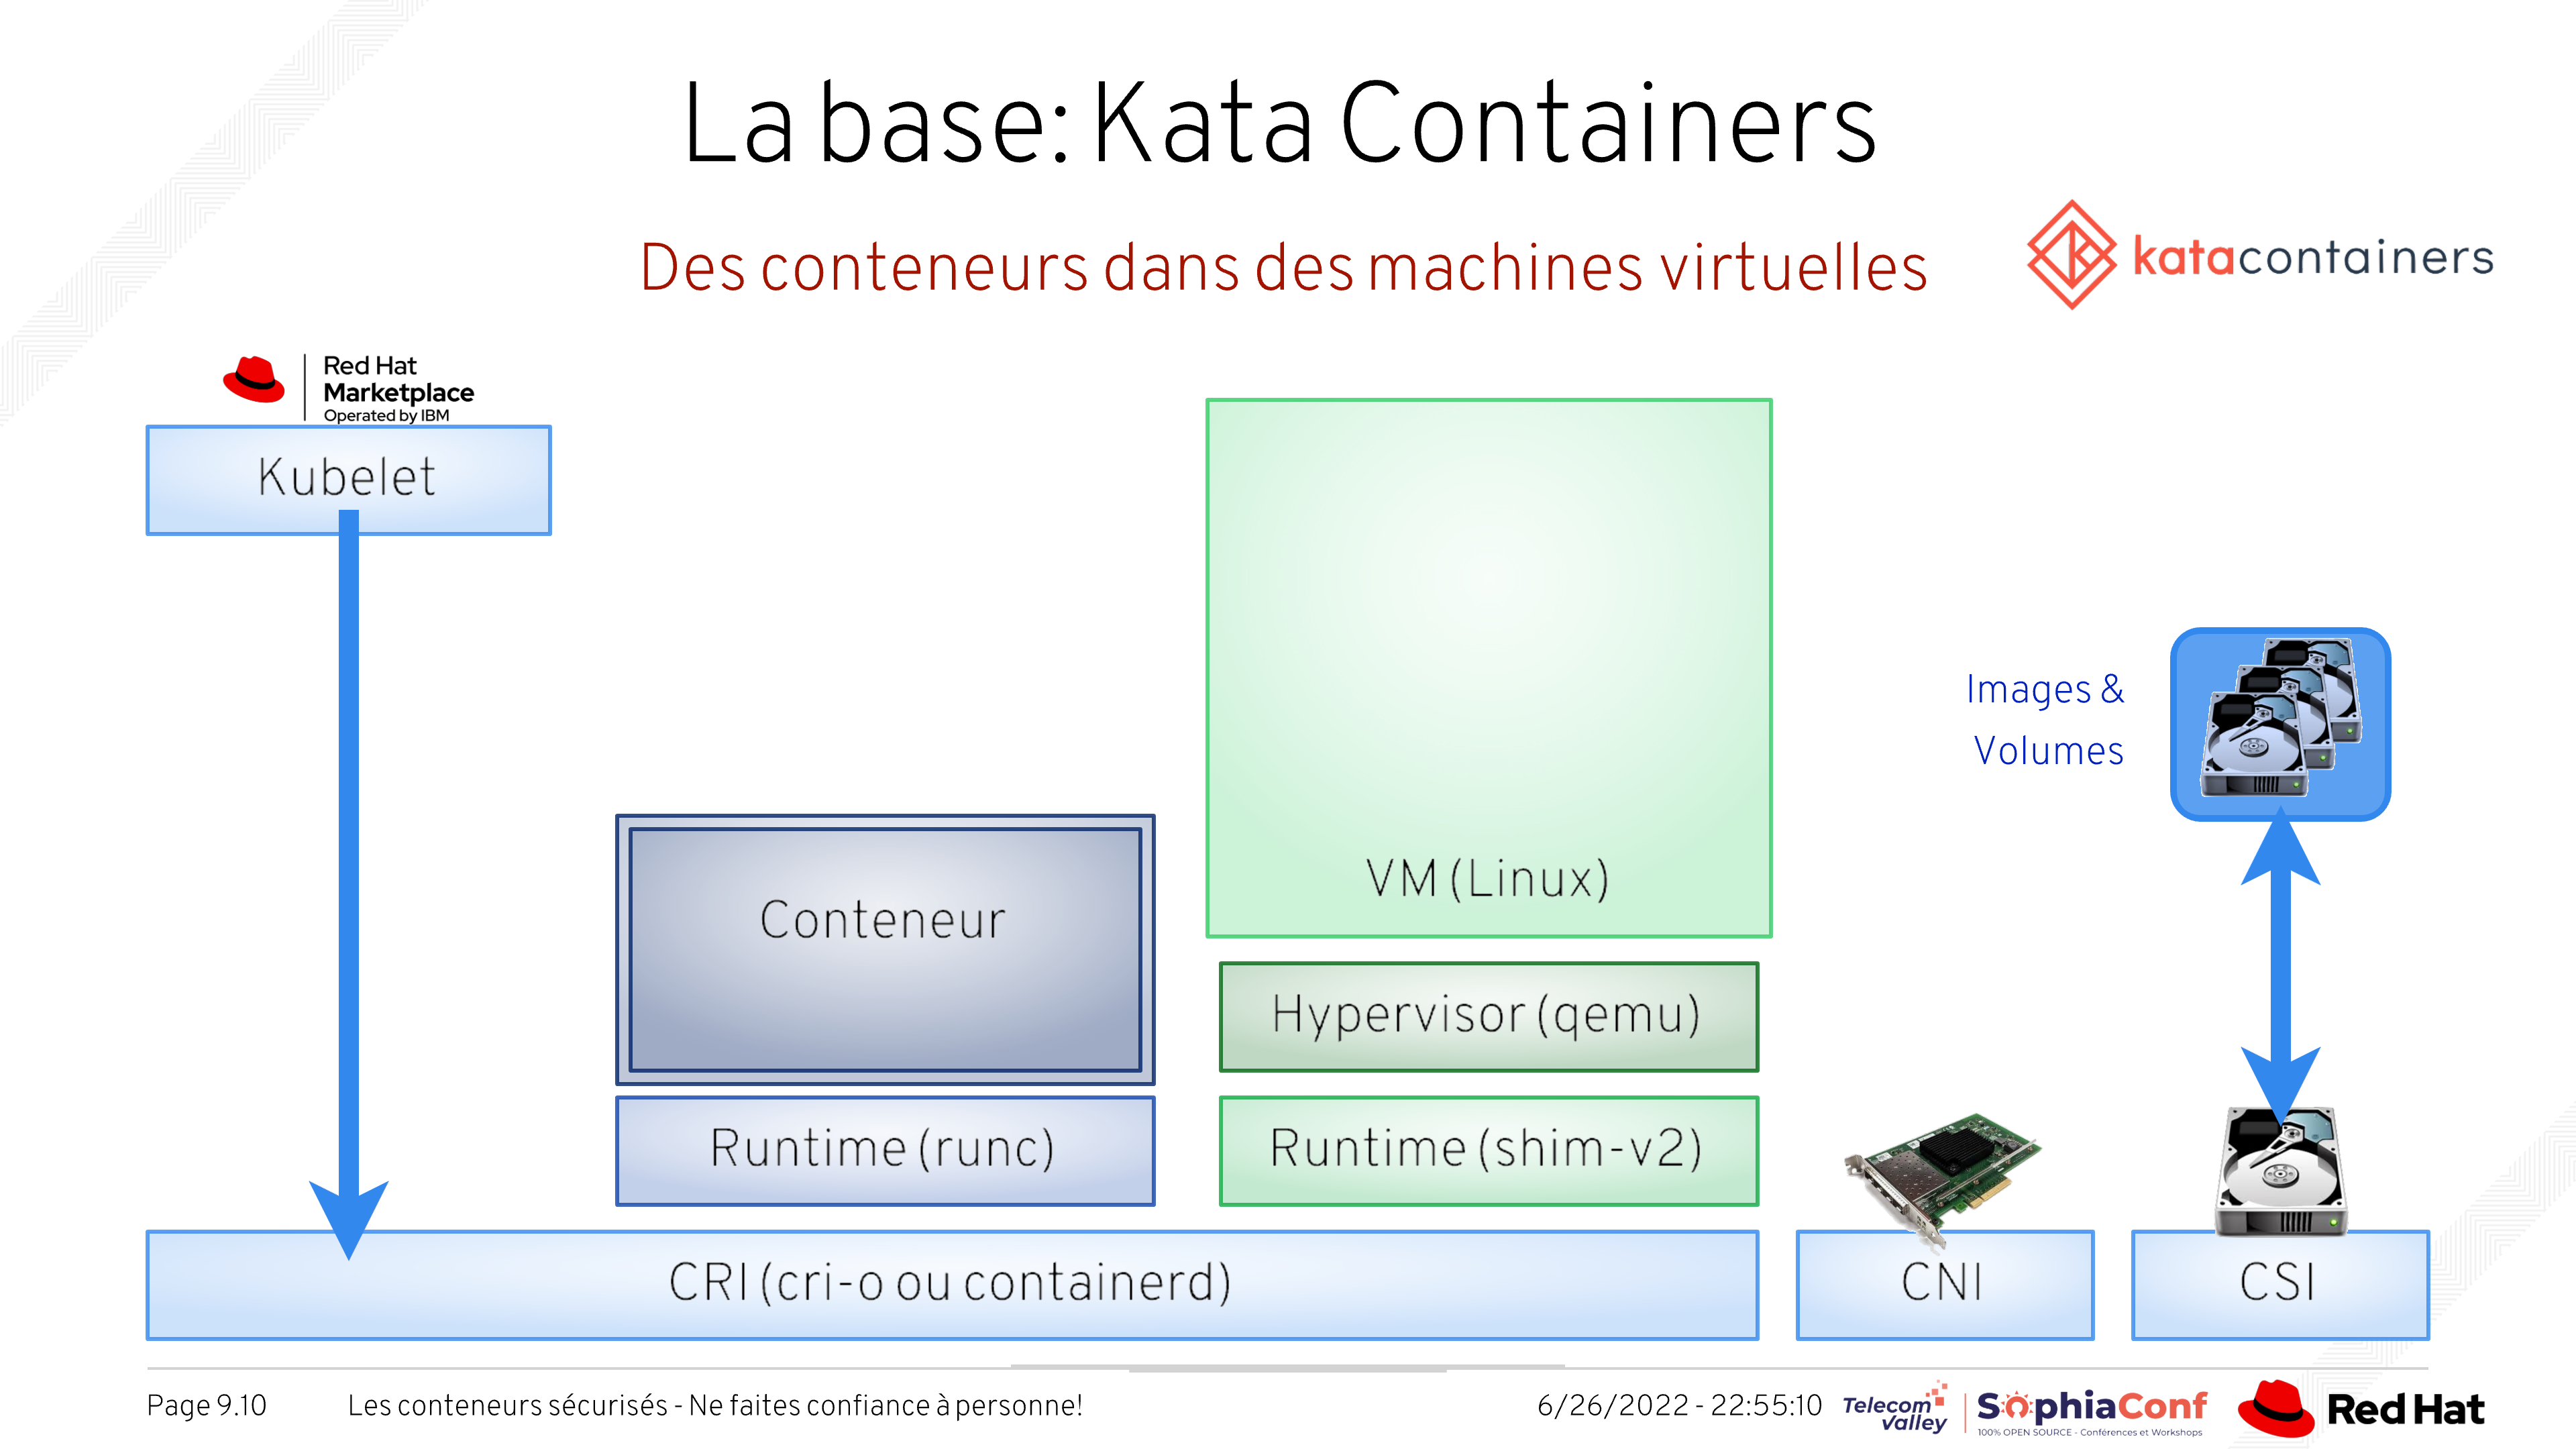 La base: Kata Containers
Des conteneurs dans des machines virtuelles
katacontainers
Red Hat
Marketplace
Operated by IBM
Kubelet
Images &
Volumes
VM (Linux)
Conteneur
Hypervisor (qemu)
Runtime (runc)
Runtime (shim-v2)
CRI (cri-o ou containerd)
CNI
CSI
Page 9.10
Les conteneurs sécurisés - Ne faites confiance à personne!
6/26/2022 - 22:55:10
Telecom
Valley
SophiaConf
100% OPEN SOURCE - Conférences et Workshops
Red Hat